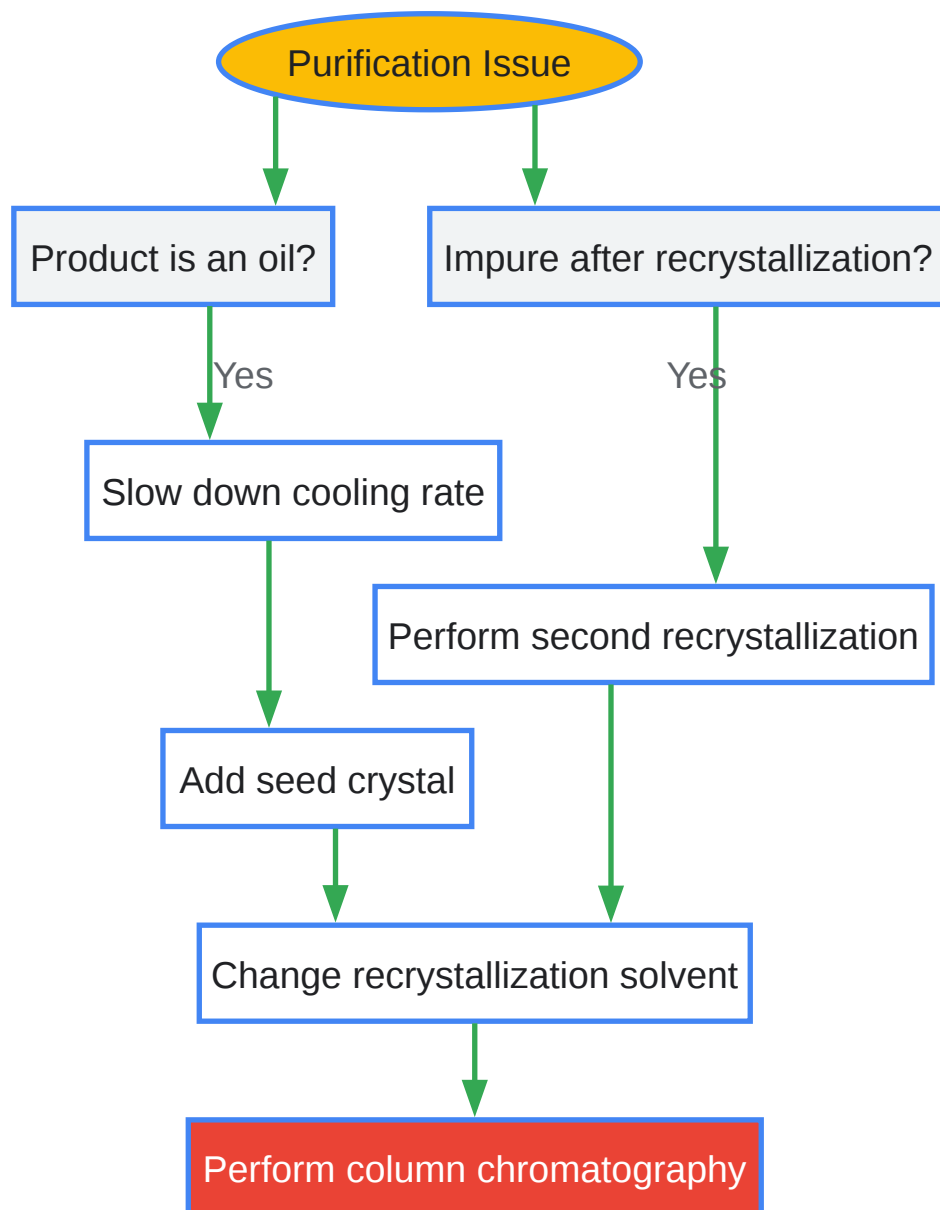 Purification Issue
Product is an oil?
Impure after recrystallization?
Yes
Yes
Slow down cooling rate
Perform second recrystallization
Add seed crystal
Change recrystallization solvent
Perform column chromatography